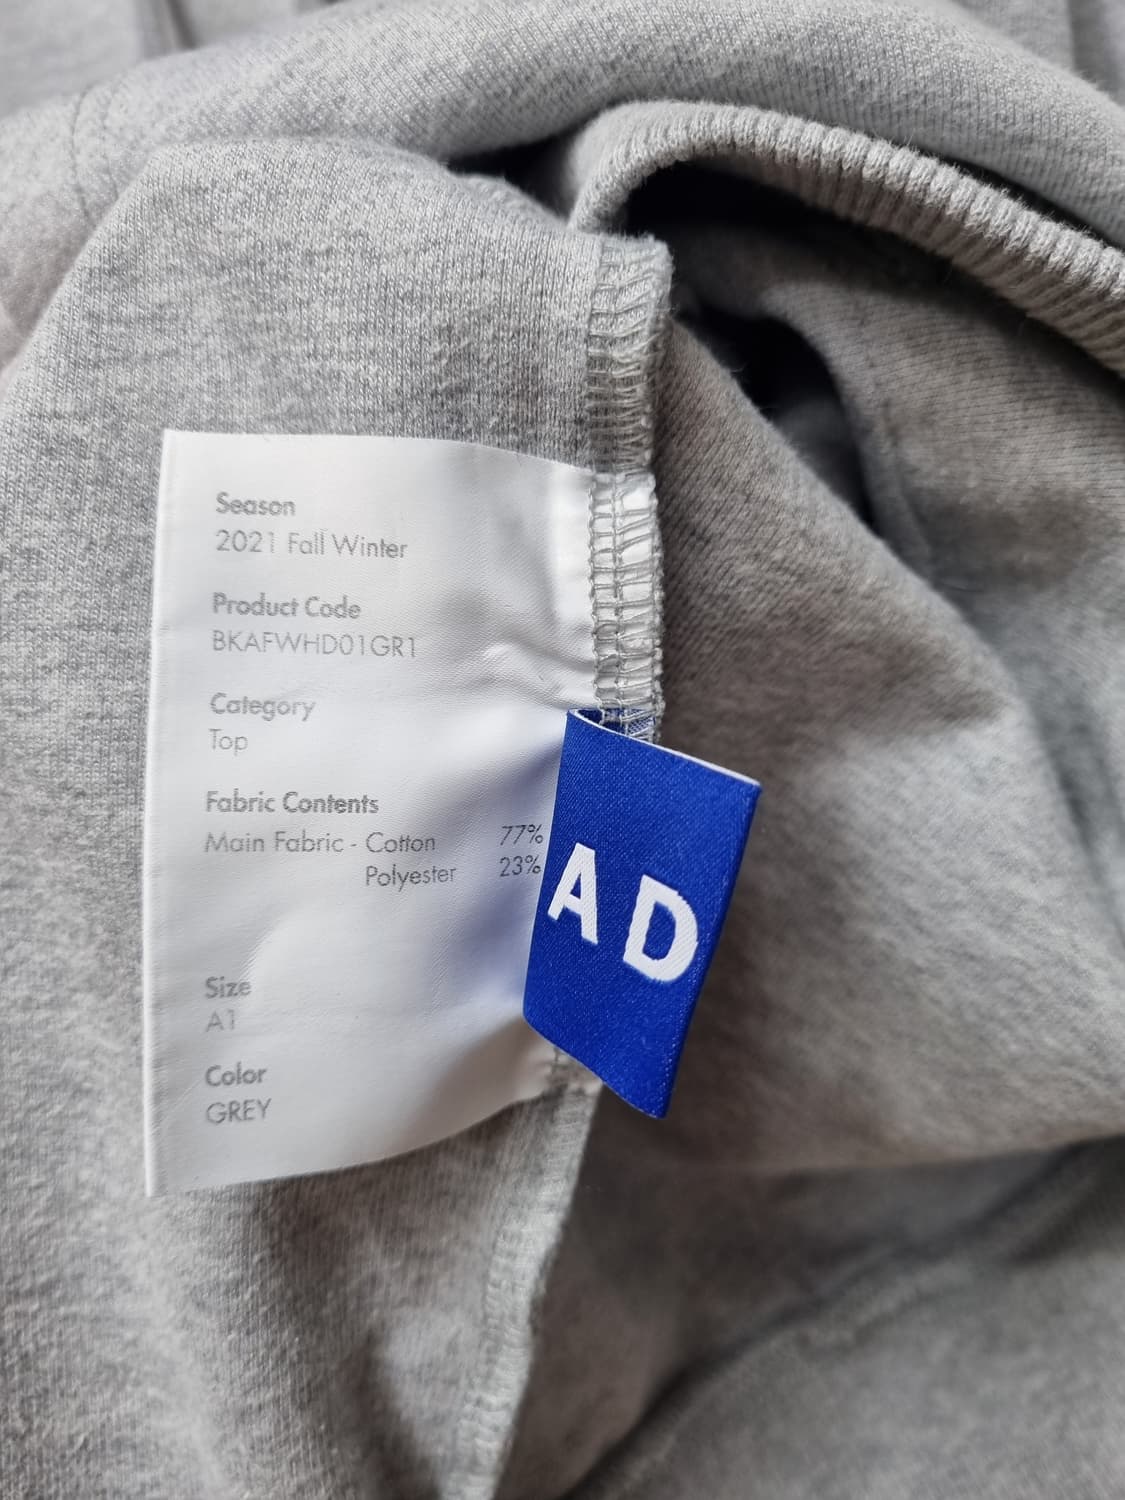 Season
2021 Fall Winter
Product Code
BKAFWHD01GR1
Category
Top
Fabric Contents
Main Fabric - Cotton 77%
Polyester 23%
Size
A1
Color
GREY
AD